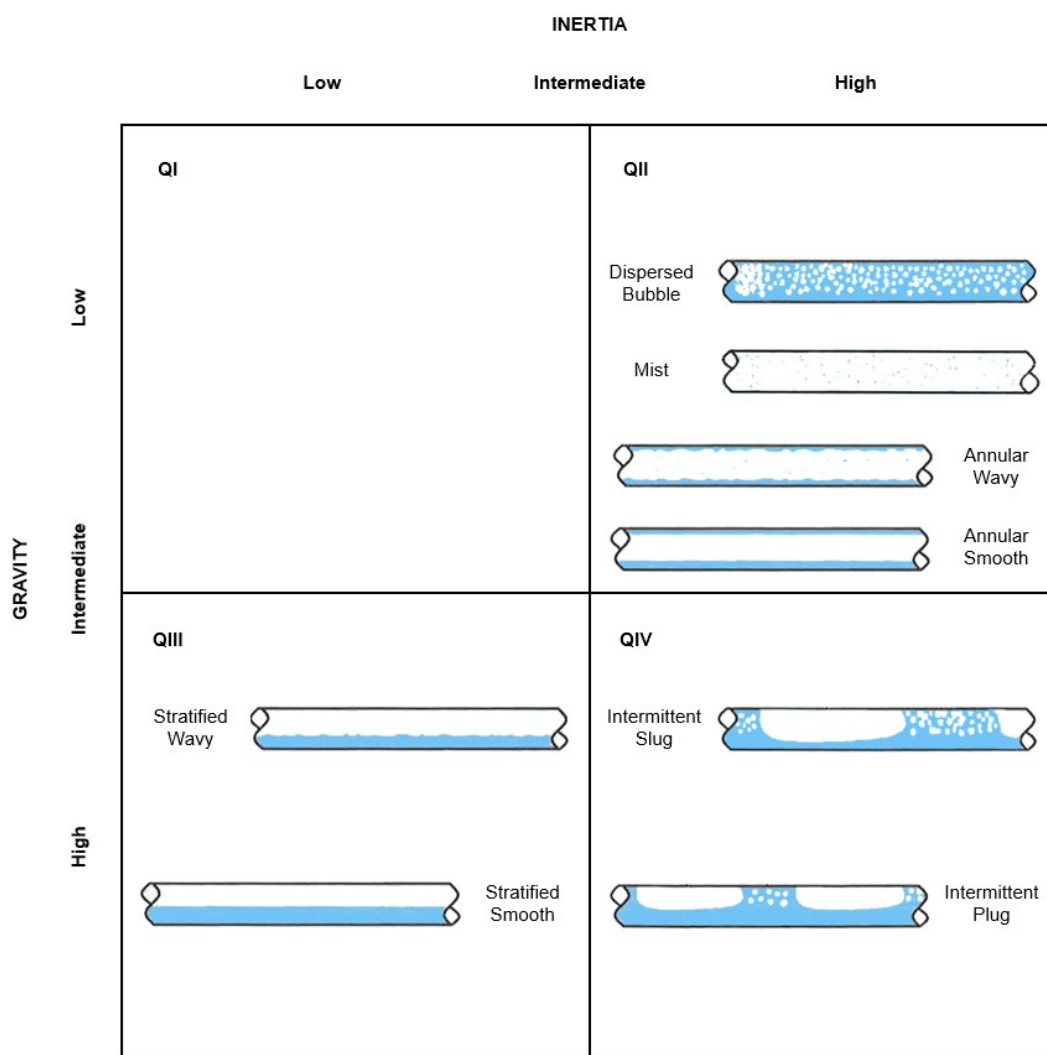 INERTIA
Low Intermediate High
QI QII
Dispersed
Bubble
Low
Mist
Annular
Wavy
Annular
Smooth
GRAVITY
Intermediate
QIII QIV
Stratified
Wavy
Intermittent
Slug
High
Stratified
Smooth
Intermittent
Plug